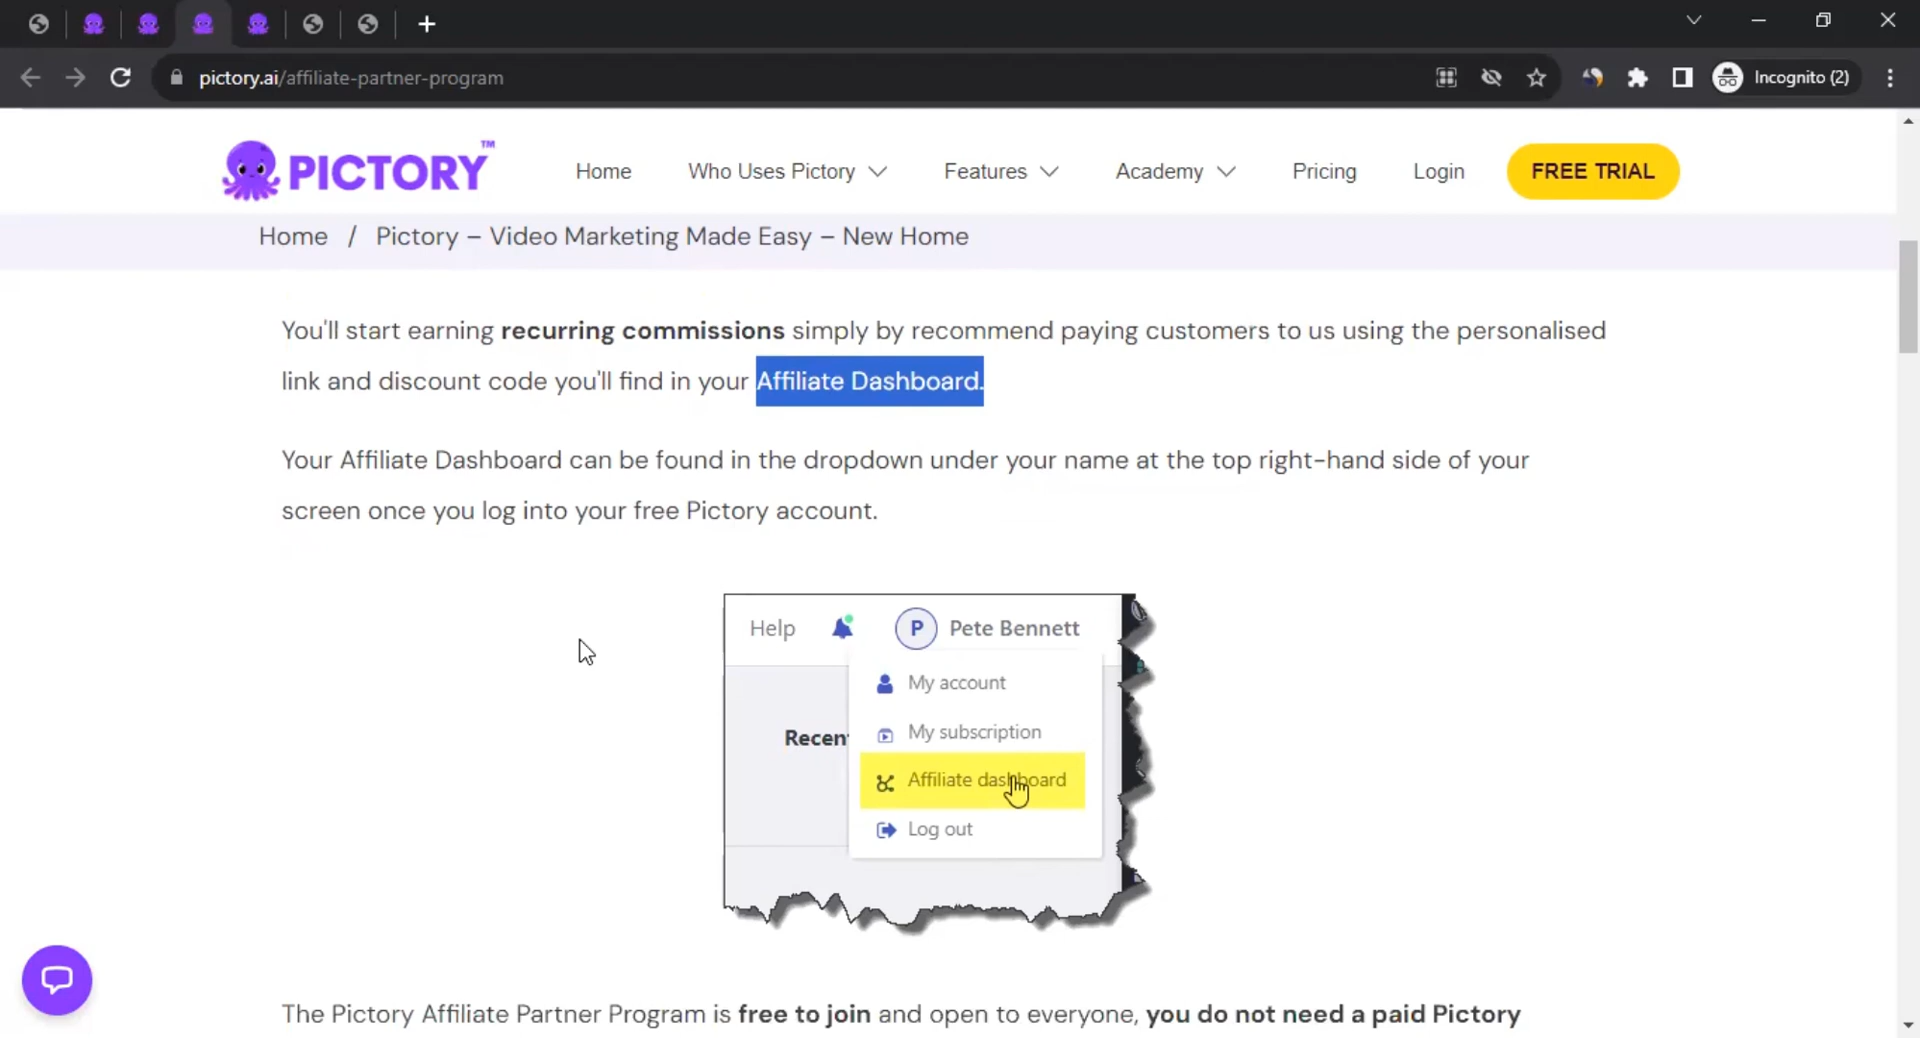 pictory.ai/affiliate-partner-program
Incognito (2)
PICTORY™
Home
Who Uses Pictory
Features
Academy
Pricing
Login
FREE TRIAL
Home / Pictory – Video Marketing Made Easy – New Home
You'll start earning recurring commissions simply by recommend paying customers to us using the personalised
link and discount code you'll find in your Affiliate Dashboard.
Your Affiliate Dashboard can be found in the dropdown under your name at the top right-hand side of your
screen once you log into your free Pictory account.
Help
P
Pete Bennett
My account
My subscription
Recen
Affiliate dashboard
Log out
The Pictory Affiliate Partner Program is free to join and open to everyone, you do not need a paid Pictory